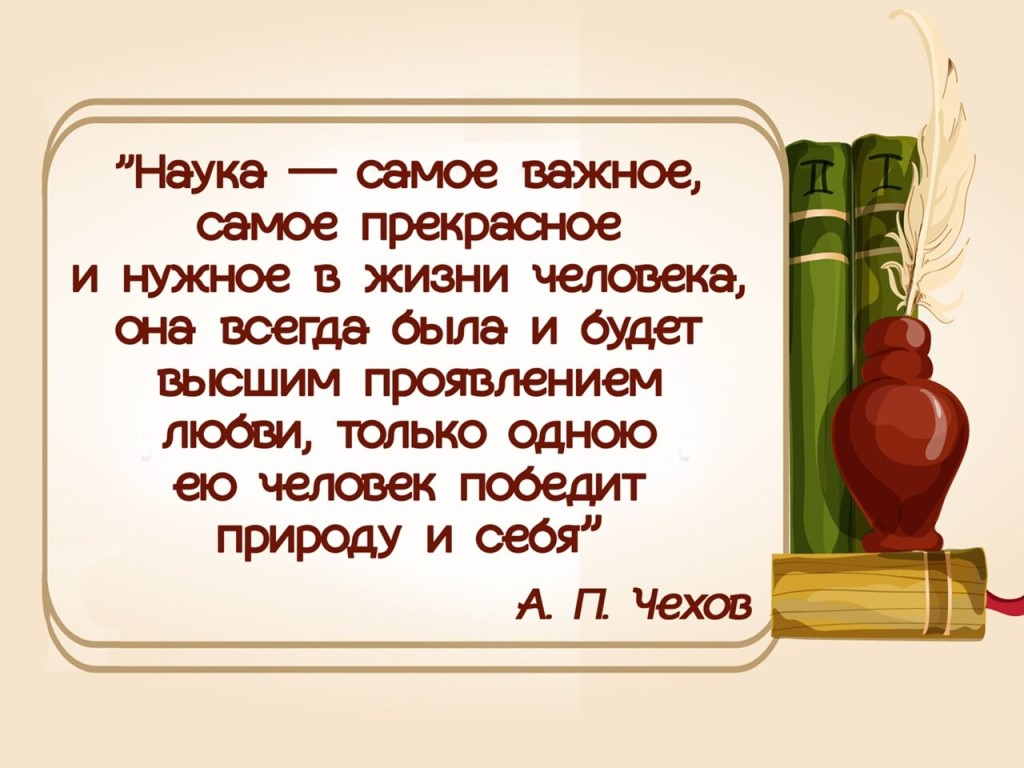 "Наука — самое важное,
самое прекрасное
и нужное в жизни человека,
она всегда была и будет
высшим проявлением
любви, только одною
ею человек победит
природу и себя"
А. П. Чехов
II
I